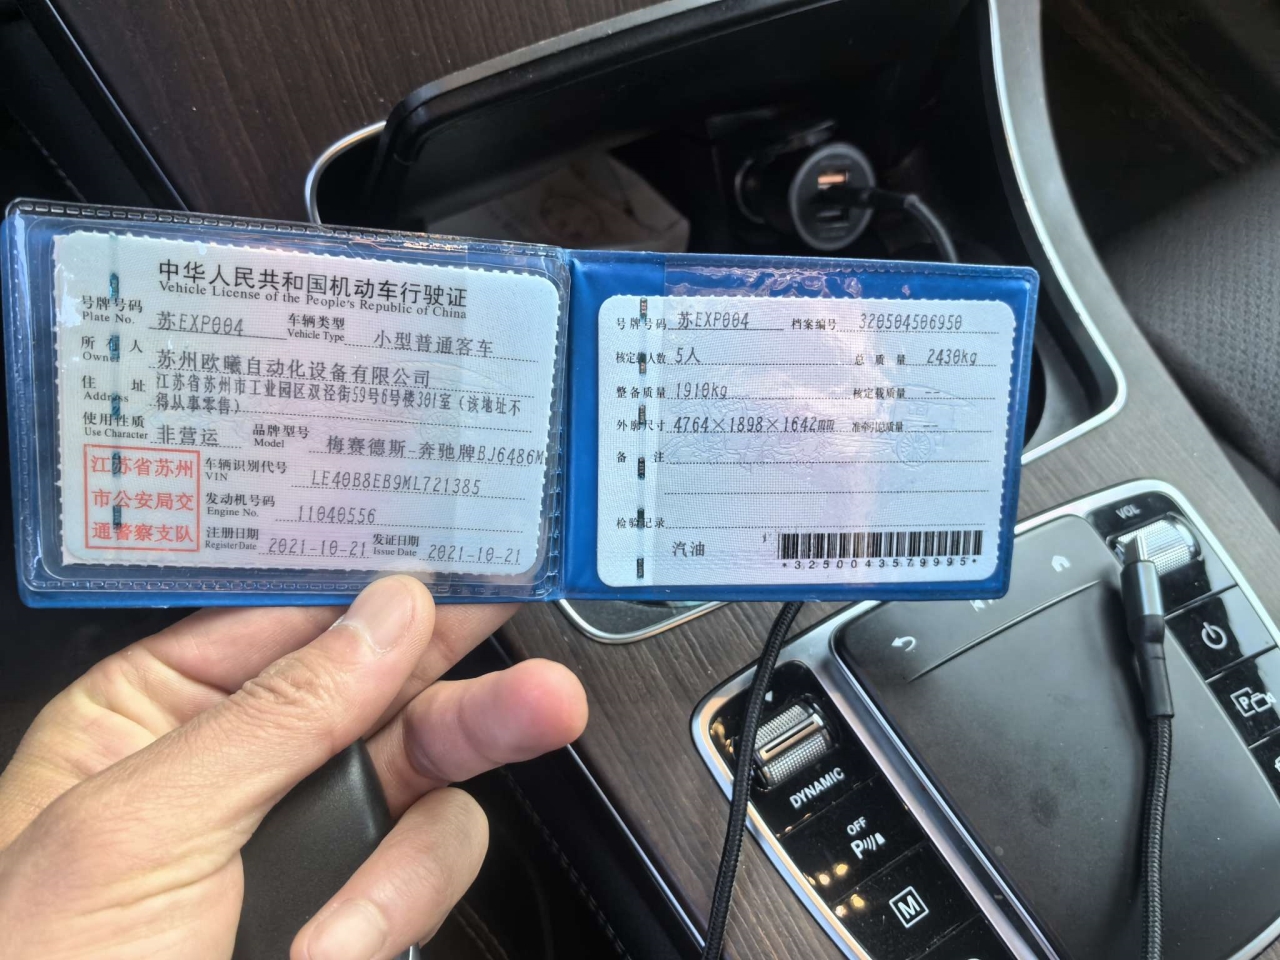 中华人民共和国机动车行驶证
Vehicle License of the People's Republic of China
号牌号码 苏EXP004 车辆类型 小型普通客车
Plate No. Vehicle Type
所有人 苏州欧曦自动化设备有限公司
Owner
住址 江苏省苏州市工业园区双泾街59号6号楼301室（该地址不
Address 得从事零售）
使用性质 非营运 品牌型号 梅赛德斯-奔驰牌BJ6486M
Use Character Model
江苏省苏州
市公安局交
通警察支队
车辆识别代号 LE40B8EB9ML721385
VIN
发动机号码 11040556
Engine No.
注册日期 2021-10-21 发证日期 2021-10-21
Register Date Issue Date
号牌号码 苏EXP004 档案编号 320504506950
核定载人数 5人 总质量 2430kg
整备质量 1910kg 核定载质量 --
外廓尺寸 4764×1898×1642mm 准牵引总质量 --
备注
检验记录
汽油
*3250043579995*
VOL
DYNAMIC
OFF
P
M
P